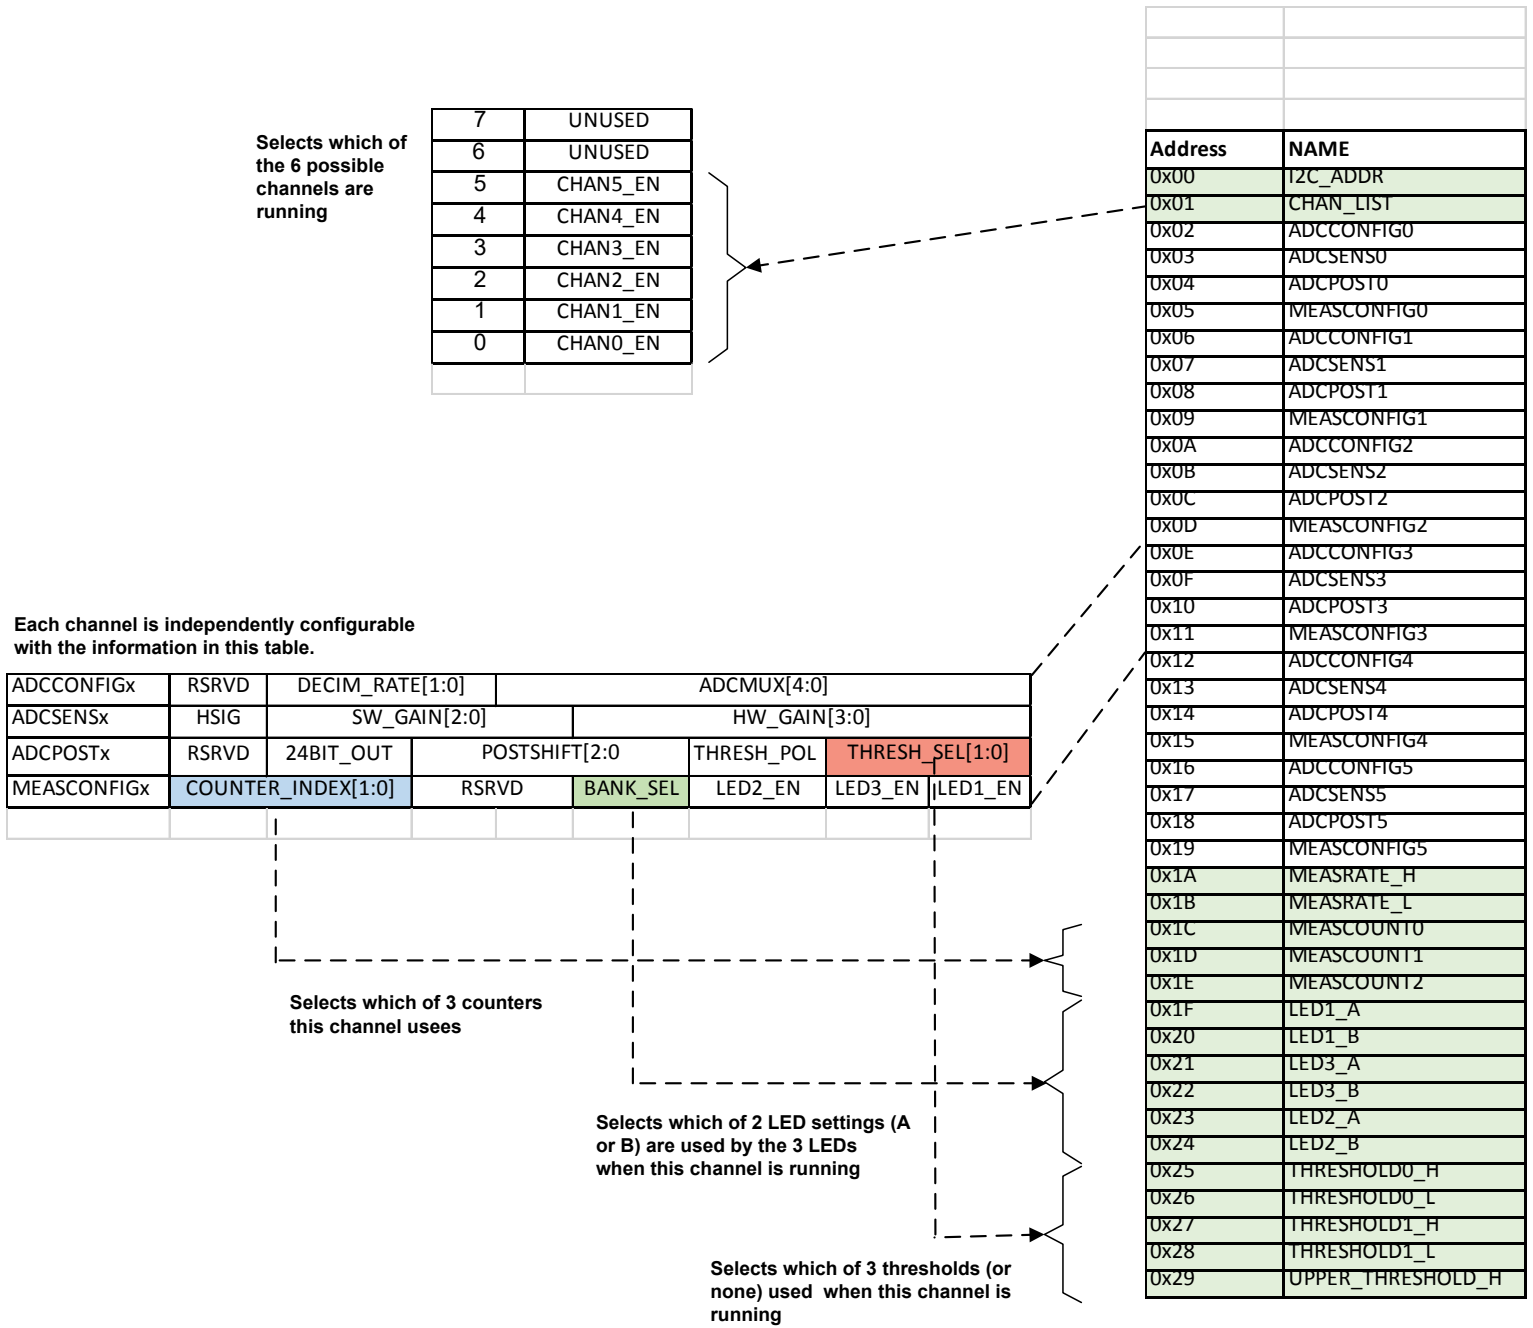 Selects which of
the 6 possible
channels are
running
7 UNUSED
6 UNUSED
5 CHAN5_EN
4 CHAN4_EN
3 CHAN3_EN
2 CHAN2_EN
1 CHAN1_EN
0 CHAN0_EN
Each channel is independently configurable
with the information in this table.
ADCCONFIGx RSRVD DECIM_RATE[1:0] ADCMUX[4:0]
ADCSENSx HSIG SW_GAIN[2:0] HW_GAIN[3:0]
ADCPOSTx RSRVD 24BIT_OUT POSTSHIFT[2:0 THRESH_POL THRESH_SEL[1:0]
MEASCONFIGx COUNTER_INDEX[1:0] RSRVD BANK_SEL LED2_EN LED3_EN LED1_EN
Selects which of 3 counters
this channel usees
Selects which of 2 LED settings (A
or B) are used by the 3 LEDs
when this channel is running
Selects which of 3 thresholds (or
none) used when this channel is
running
Address NAME
0x00 I2C_ADDR
0x01 CHAN_LIST
0x02 ADCCONFIG0
0x03 ADCSENS0
0x04 ADCPOST0
0x05 MEASCONFIG0
0x06 ADCCONFIG1
0x07 ADCSENS1
0x08 ADCPOST1
0x09 MEASCONFIG1
0x0A ADCCONFIG2
0x0B ADCSENS2
0x0C ADCPOST2
0x0D MEASCONFIG2
0x0E ADCCONFIG3
0x0F ADCSENS3
0x10 ADCPOST3
0x11 MEASCONFIG3
0x12 ADCCONFIG4
0x13 ADCSENS4
0x14 ADCPOST4
0x15 MEASCONFIG4
0x16 ADCCONFIG5
0x17 ADCSENS5
0x18 ADCPOST5
0x19 MEASCONFIG5
0x1A MEASRATE_H
0x1B MEASRATE_L
0x1C MEASCOUNT0
0x1D MEASCOUNT1
0x1E MEASCOUNT2
0x1F LED1_A
0x20 LED1_B
0x21 LED3_A
0x22 LED3_B
0x23 LED2_A
0x24 LED2_B
0x25 THRESHOLD0_H
0x26 THRESHOLD0_L
0x27 THRESHOLD1_H
0x28 THRESHOLD1_L
0x29 UPPER_THRESHOLD_H